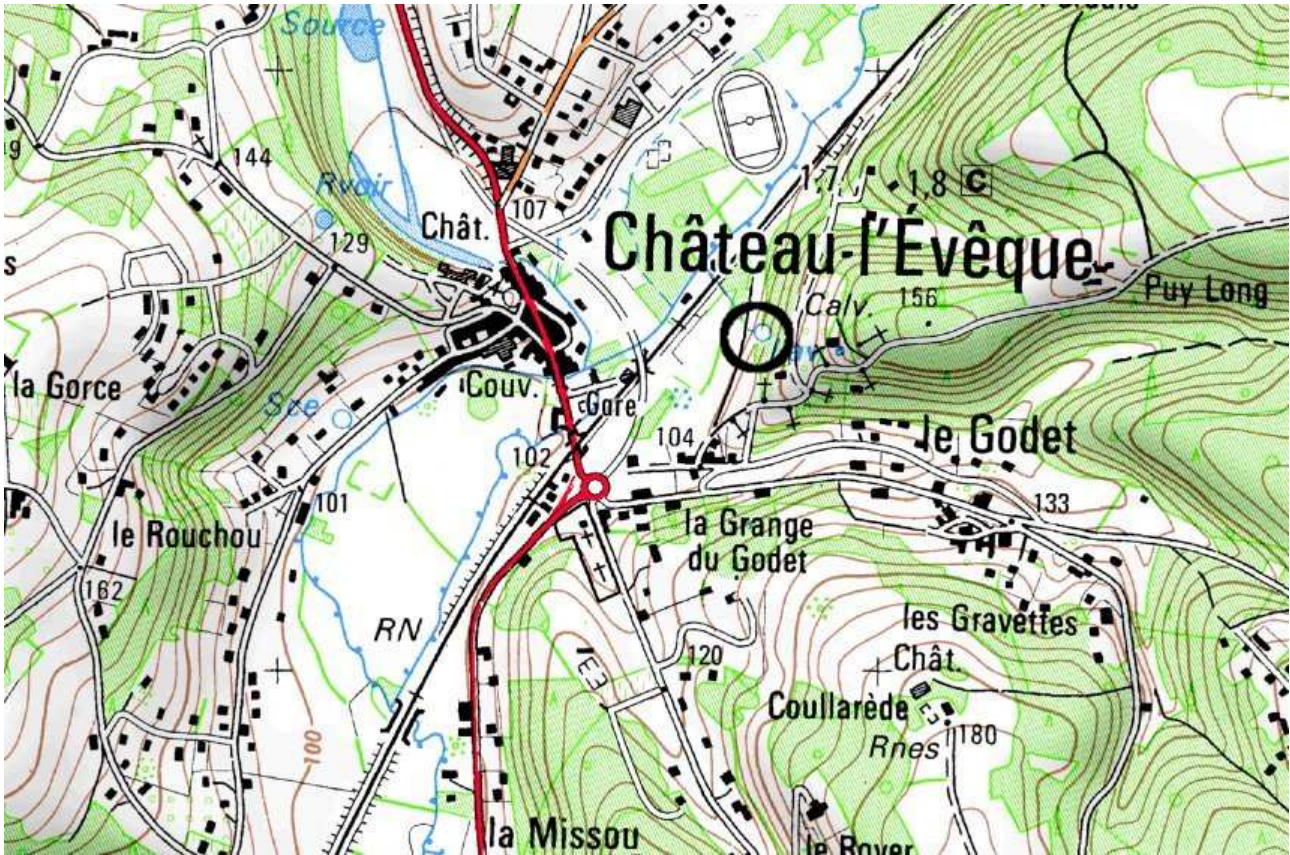 Source
144
Rvoir
107
1,7
1,8 C
Chât.
129
Château-l'Évêque
s
Calv.
156
Puy Long
la Gorce
Couv.
Gare
Sce
104
le Godet
102
101
133
le Rouchou
la Grange
du Godet
162
les Gravettes
RN
Chât.
120
Coullarède
Rnes
180
100
la Missou
le Royer